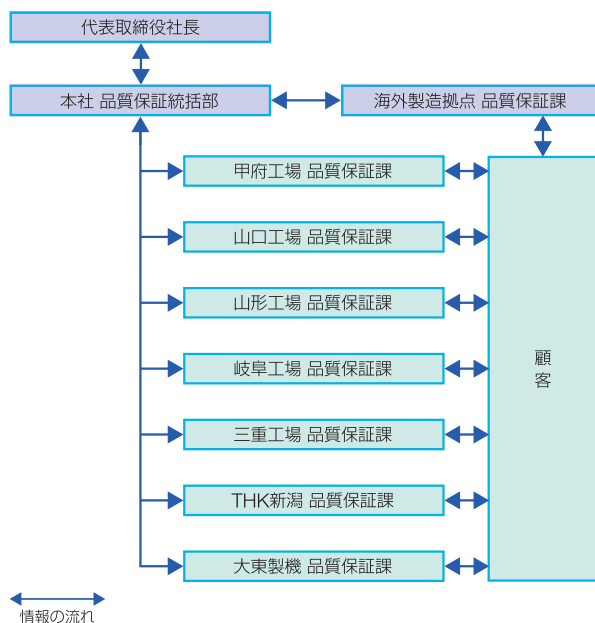 代表取締役社長
本社 品質保証統括部
海外製造拠点 品質保証課
甲府工場 品質保証課
山口工場 品質保証課
山形工場 品質保証課
岐阜工場 品質保証課
三重工場 品質保証課
THK新潟 品質保証課
大東製機 品質保証課
顧客
情報の流れ